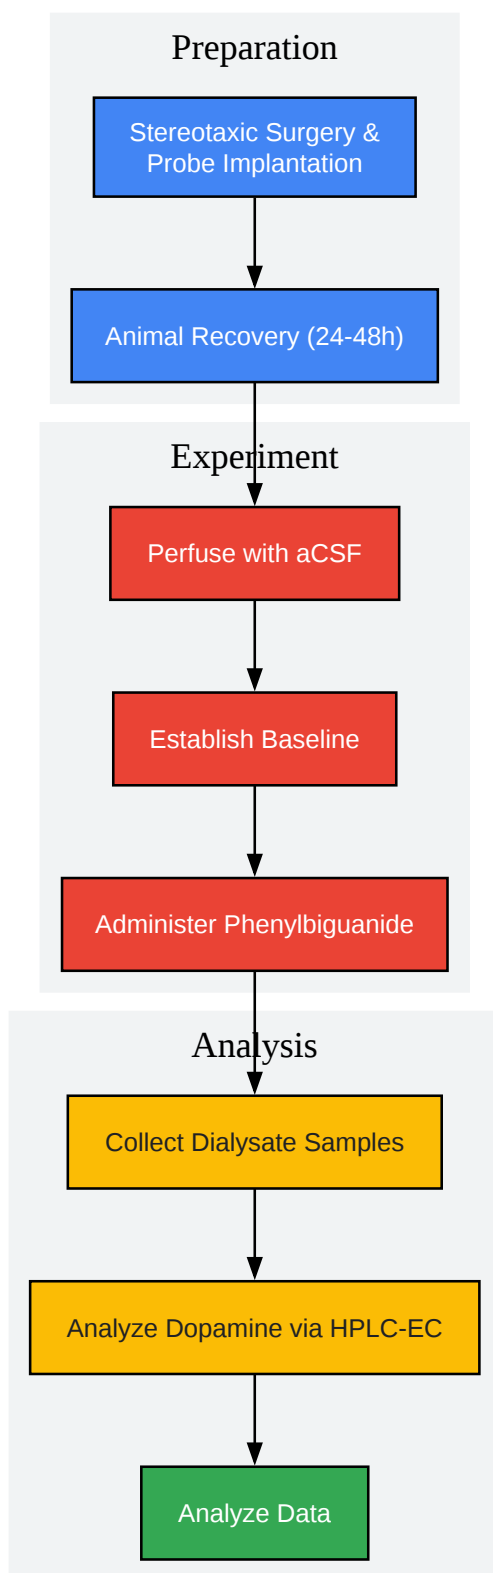 Preparation
Stereotaxic Surgery &
Probe Implantation
Animal Recovery (24-48h)
Experiment
Perfuse with aCSF
Establish Baseline
Administer Phenylbiguanide
Analysis
Collect Dialysate Samples
Analyze Dopamine via HPLC-EC
Analyze Data